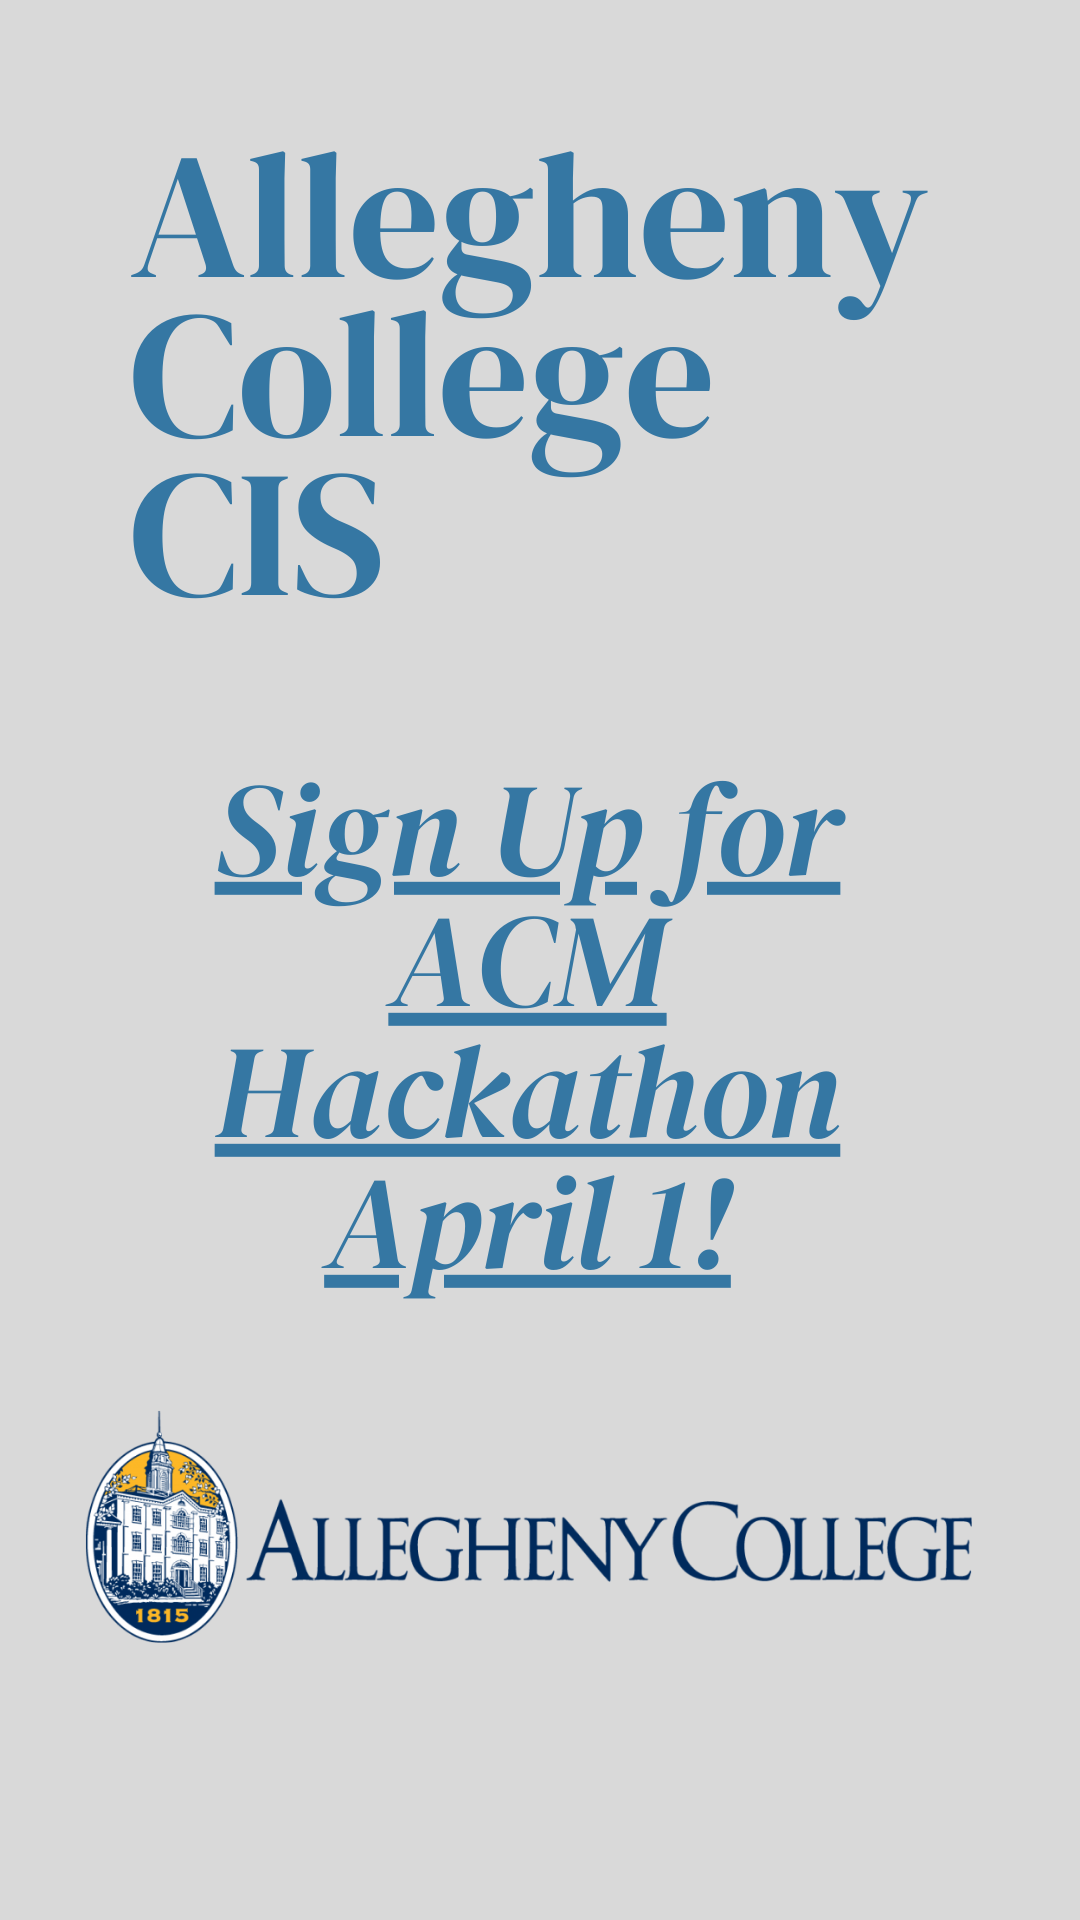 Allegheny
College
CIS
Sign Up for
ACM
Hackathon
April 1!
ALLEGHENY COLLEGE
1815